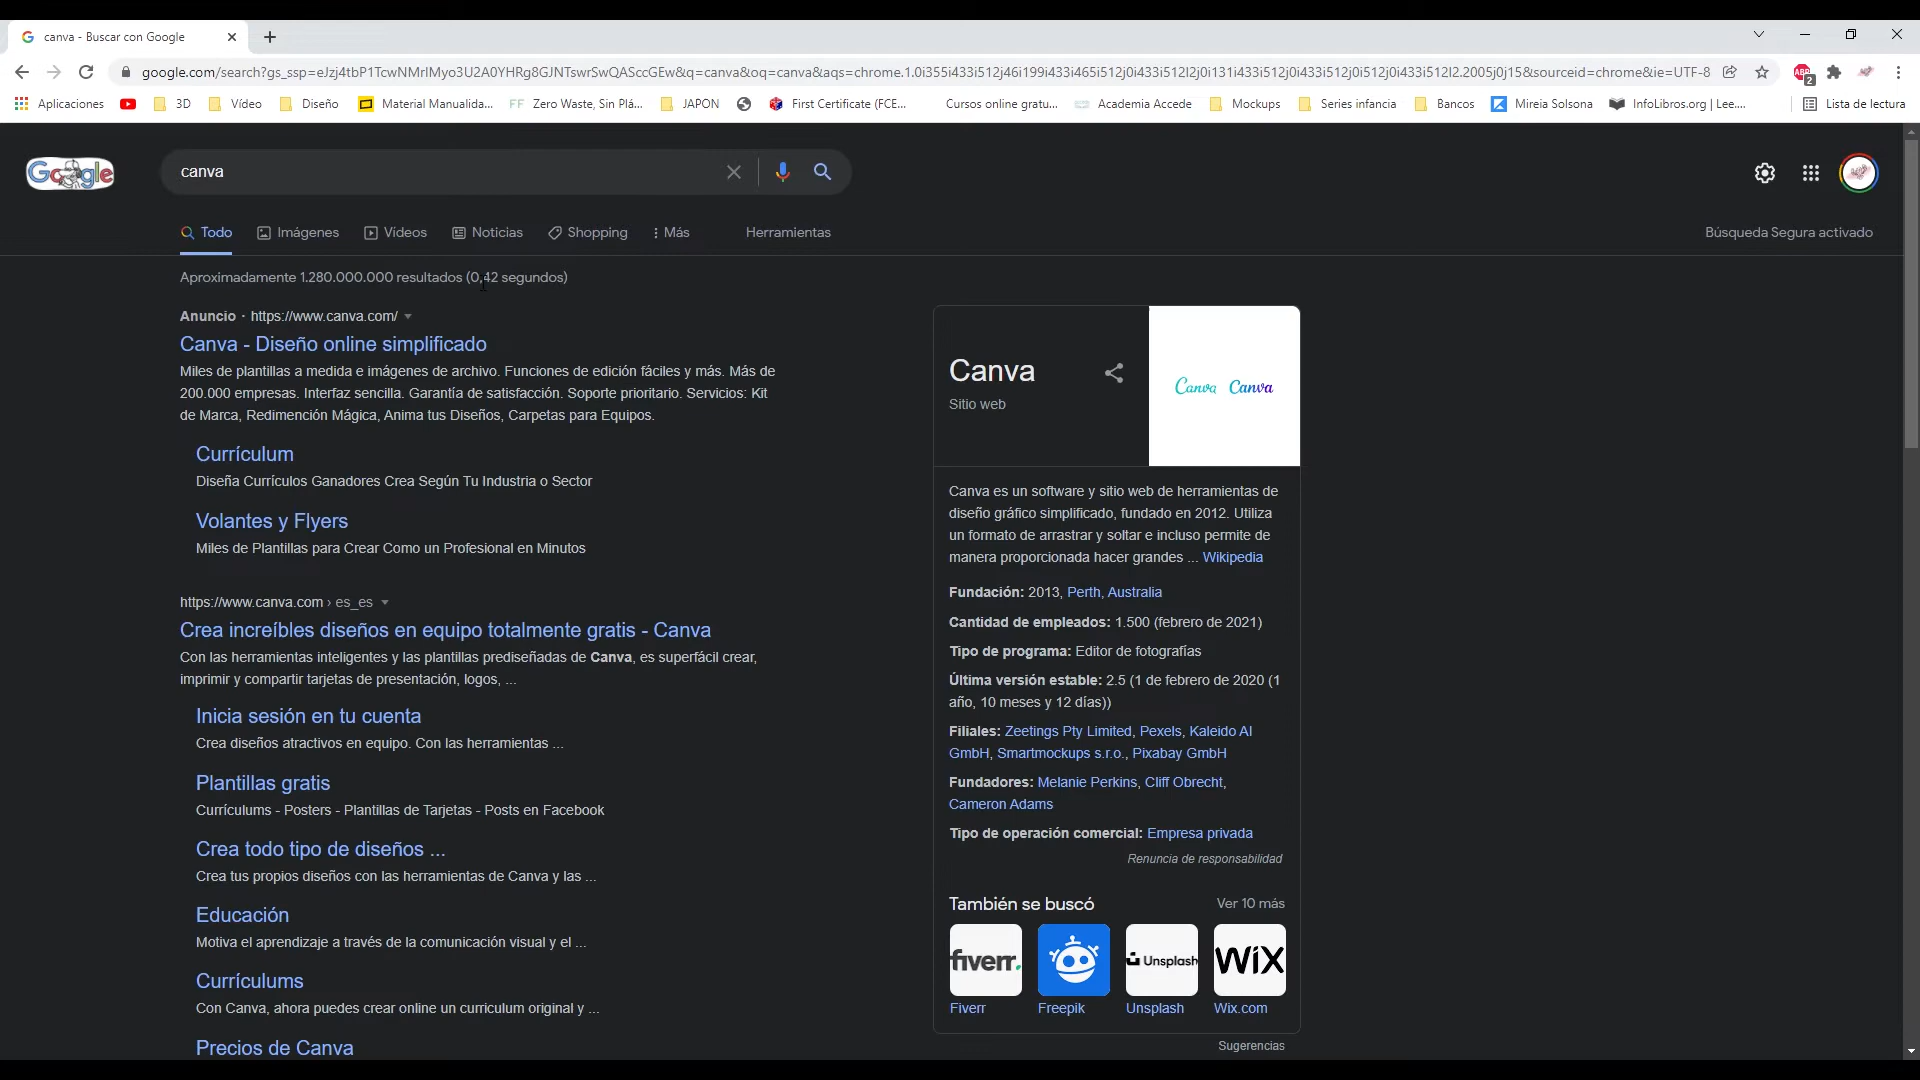 canva - Buscar con Google
google.com/search?gs_ssp=eJzj4tbP1TcwNMrIMyo3U2A0YHRg8GJNTswrSwQASccGEw&q=canva&oq=canva&aqs=chrome.1.0i355i433i512j46i199i433i465i512j0i433i512l2j0i131i433i512j0i433i512j0i512j0i433i512l2.2005j0j15&sourceid=chrome&ie=UTF-8
ABP 2
Aplicaciones 3D Vídeo Diseño Material Manualida... FF Zero Waste, Sin Plá... JAPON First Certificate (FCE... Cursos online gratu... Academia Accede Mockups Series infancia Bancos Mireia Solsona InfoLibros.org | Lee.... Lista de lectura
Google
canva
Todo Imágenes Vídeos Noticias Shopping Más Herramientas Búsqueda Segura activado
Aproximadamente 1.280.000.000 resultados (0,42 segundos)
Anuncio · https://www.canva.com/
Canva - Diseño online simplificado
Miles de plantillas a medida e imágenes de archivo. Funciones de edición fáciles y más. Más de
200.000 empresas. Interfaz sencilla. Garantía de satisfacción. Soporte prioritario. Servicios: Kit
de Marca, Redimención Mágica, Anima tus Diseños, Carpetas para Equipos.
Currículum
Diseña Currículos Ganadores Crea Según Tu Industria o Sector
Volantes y Flyers
Miles de Plantillas para Crear Como un Profesional en Minutos
https://www.canva.com › es_es
Crea increíbles diseños en equipo totalmente gratis - Canva
Con las herramientas inteligentes y las plantillas prediseñadas de Canva, es superfácil crear,
imprimir y compartir tarjetas de presentación, logos, ...
Inicia sesión en tu cuenta
Crea diseños atractivos en equipo. Con las herramientas ...
Plantillas gratis
Currículums - Posters - Plantillas de Tarjetas - Posts en Facebook
Crea todo tipo de diseños ...
Crea tus propios diseños con las herramientas de Canva y las ...
Educación
Motiva el aprendizaje a través de la comunicación visual y el ...
Currículums
Con Canva, ahora puedes crear online un curriculum original y ...
Precios de Canva
Canva
Sitio web
Canva Canva
Canva es un software y sitio web de herramientas de
diseño gráfico simplificado, fundado en 2012. Utiliza
un formato de arrastrar y soltar e incluso permite de
manera proporcionada hacer grandes ... Wikipedia
Fundación: 2013, Perth, Australia
Cantidad de empleados: 1.500 (febrero de 2021)
Tipo de programa: Editor de fotografías
Última versión estable: 2.5 (1 de febrero de 2020 (1
año, 10 meses y 12 días))
Filiales: Zeetings Pty Limited, Pexels, Kaleido AI
GmbH, Smartmockups s.r.o., Pixabay GmbH
Fundadores: Melanie Perkins, Cliff Obrecht,
Cameron Adams
Tipo de operación comercial: Empresa privada
Renuncia de responsabilidad
También se buscó Ver 10 más
fiverr. Unsplash WiX
Fiverr Freepik Unsplash Wix.com
Sugerencias